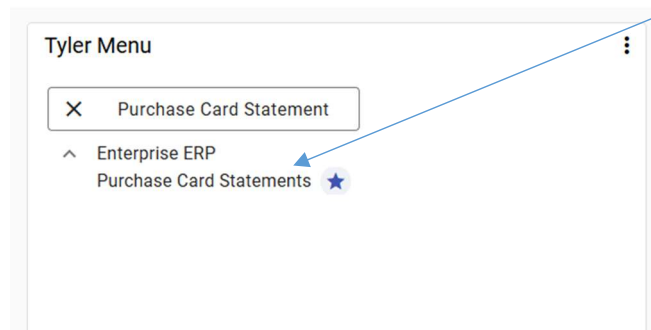 Tyler Menu
Purchase Card Statement
Enterprise ERP
Purchase Card Statements